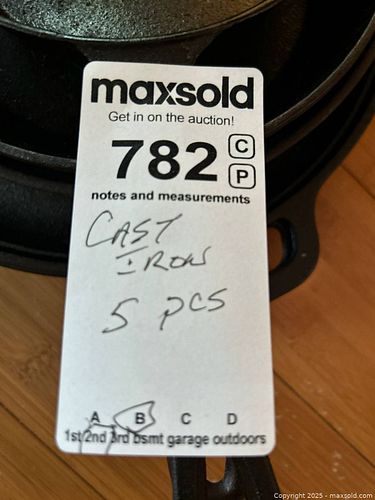 maxsold
Get in on the auction!
782 C
P
notes and measurements
CAST
IRON
5 PCS
A B C D
1st 2nd 3rd bsmt garage outdoors
Copyright 2025 - maxsold.com